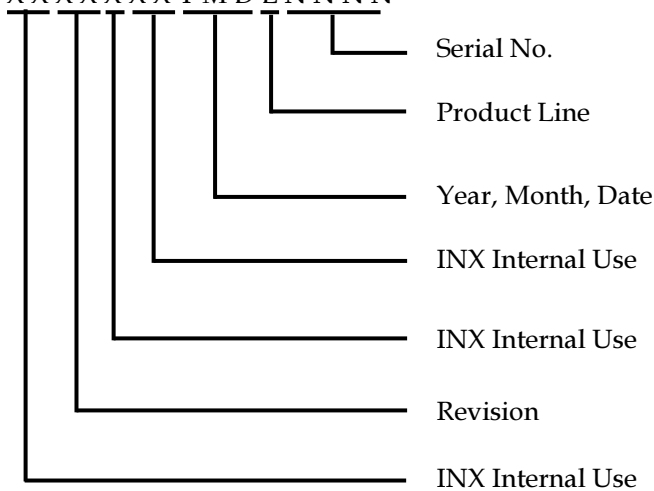 Serial No.
Product Line
Year, Month, Date
INX Internal Use
INX Internal Use
Revision
INX Internal Use